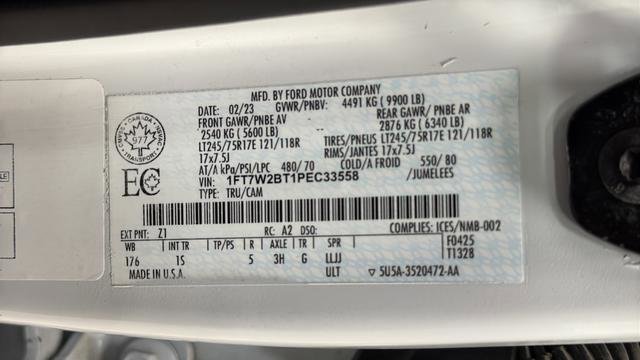 MFD. BY FORD MOTOR COMPANY
DATE: 02/23 GVWR/PNBV: 4491 KG ( 9900 LB)
FRONT GAWR/PNBE AV REAR GAWR/ PNBE AR
2540 KG ( 5600 LB) 2876 KG ( 6340 LB)
LT245/75R17E 121/118R TIRES/PNEUS LT245/75R17E 121/118R
17x7.5J RIMS/JANTES 17x7.5J
AT/A kPa/PSI/LPC 480/ 70 COLD/A FROID 550/ 80
VIN: 1FT7W2BT1PEC33558 /JUMELEES
TYPE: TRU/CAM
CANADA
977
TRANSPORT
EC
EXT PNT: Z1 RC: A2 DSO: COMPLIES: ICES/NMB-002
WB INT TR TP/PS R AXLE TR SPR F0425
176 1S 5 3H G LLJJ T1328
MADE IN U.S.A. ULT ▽ 5U5A-3520472-AA